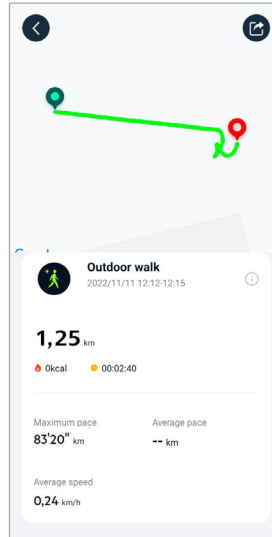 Outdoor walk
2022/11/11 12:12-12:15
1,25 km
0kcal 00:02:40
Maximum pace Average pace
83'20" km -- km
Average speed
0,24 km/h